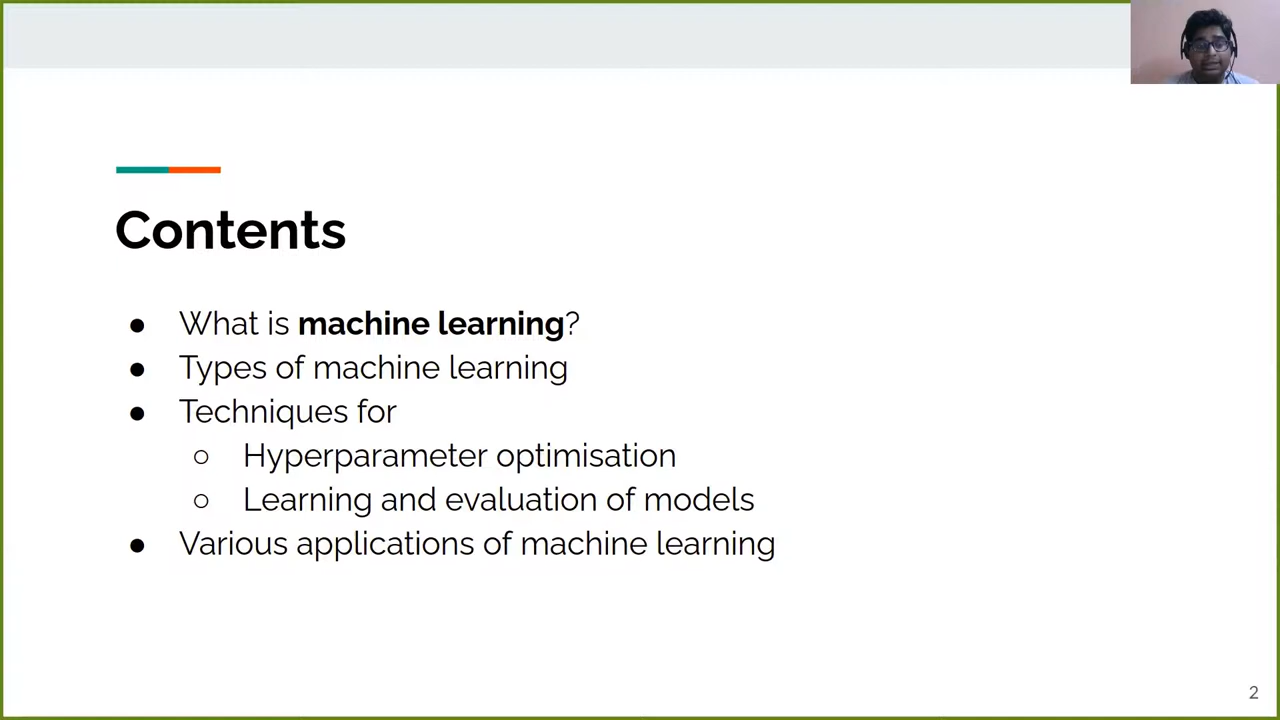 Contents
● What is machine learning?
● Types of machine learning
● Techniques for
○ Hyperparameter optimisation
○ Learning and evaluation of models
● Various applications of machine learning
2